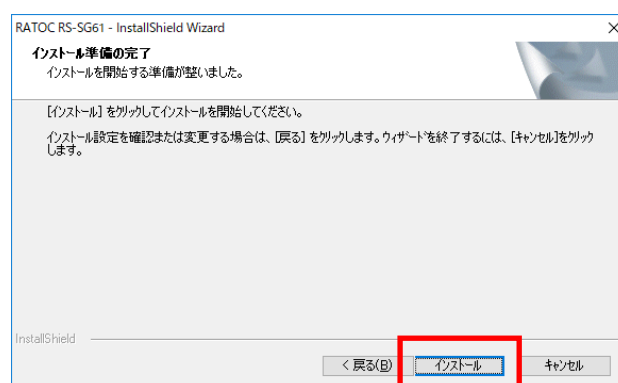 RATOC RS-SG61 - InstallShield Wizard
インストール準備の完了
インストールを開始する準備が整いました。
[インストール] をクリックしてインストールを開始してください。
インストール設定を確認または変更する場合は、[戻る] をクリックします。ウィザードを終了するには、[キャンセル]をクリック
します。
InstallShield
< 戻る(B)
インストール
キャンセル